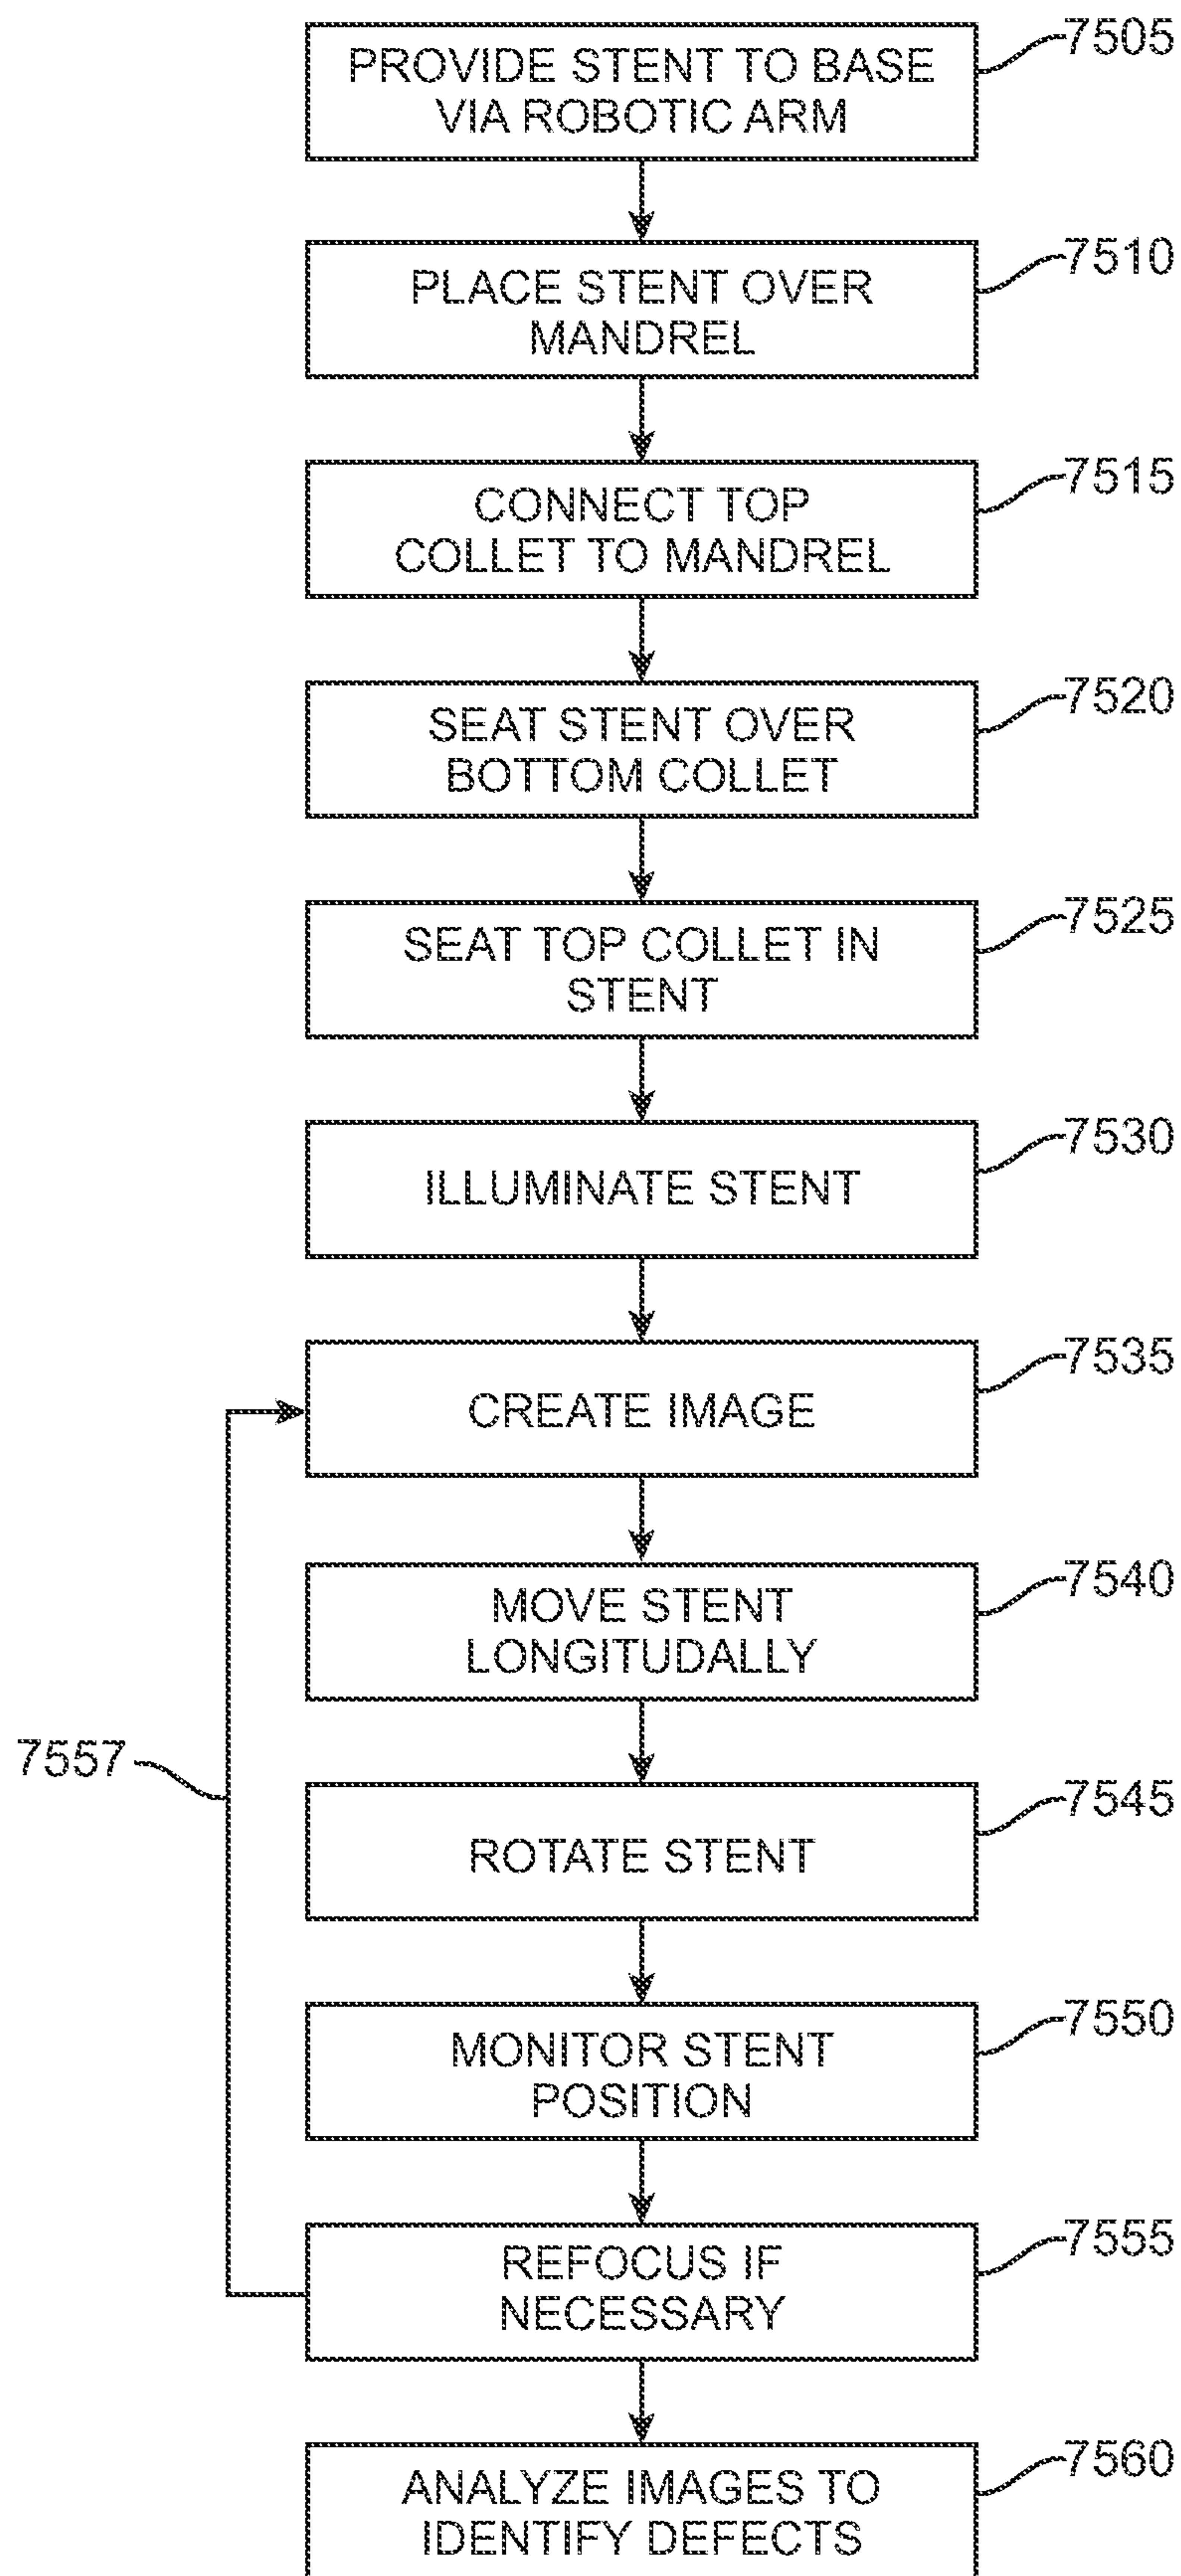 PROVIDE STENT TO BASE
VIA ROBOTIC ARM
7505
PLACE STENT OVER
MANDREL
7510
CONNECT TOP
COLLET TO MANDREL
7515
SEAT STENT OVER
BOTTOM COLLET
7520
SEAT TOP COLLET IN
STENT
7525
ILLUMINATE STENT
7530
CREATE IMAGE
7535
MOVE STENT
LONGITUDALLY
7540
7557
ROTATE STENT
7545
MONITOR STENT
POSITION
7550
REFOCUS IF
NECESSARY
7555
ANALYZE IMAGES TO
IDENTIFY DEFECTS
7560